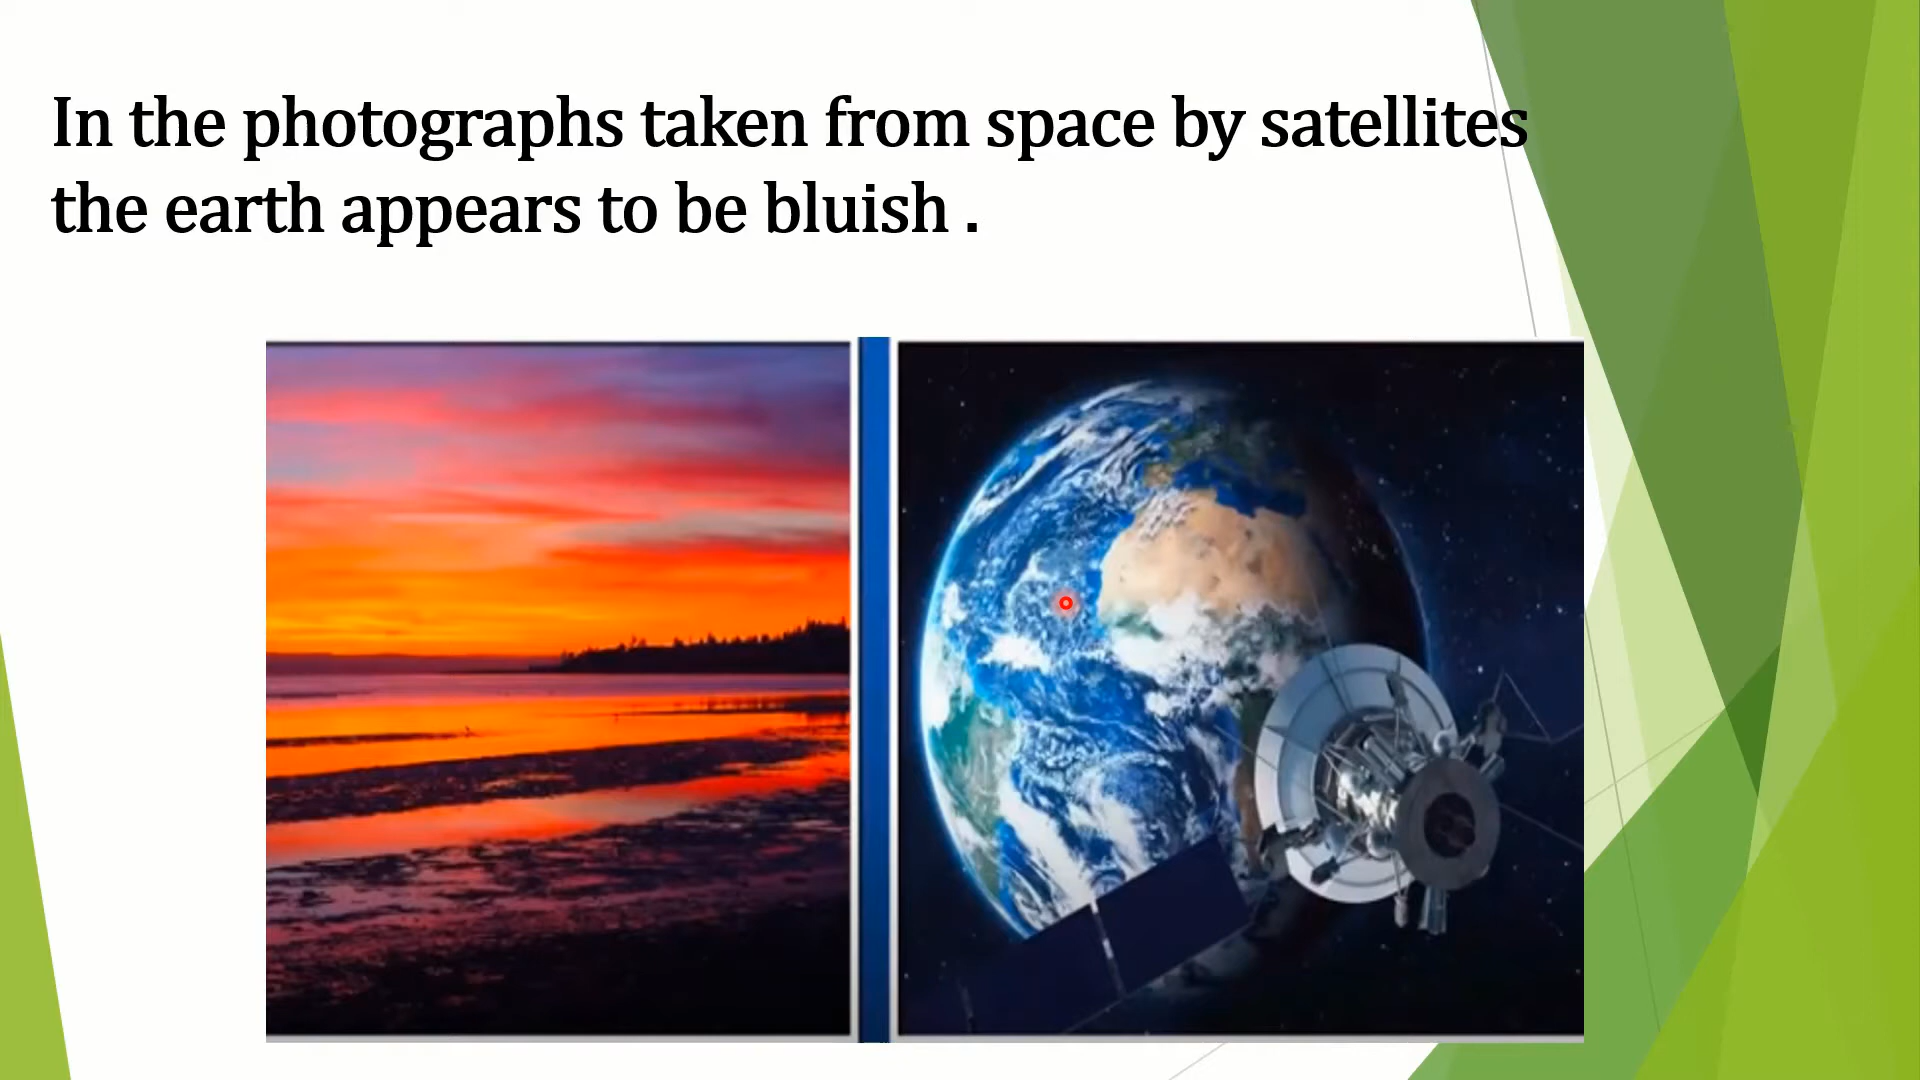 In the photographs taken from space by satellites
the earth appears to be bluish .